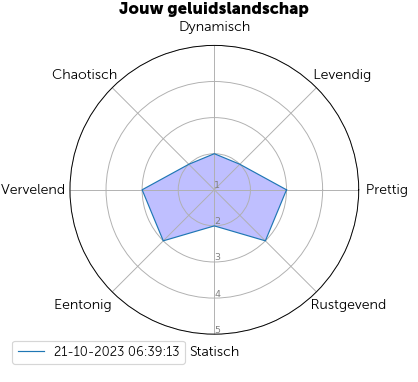 Jouw geluidslandschap
Dynamisch
Chaotisch
Levendig
Vervelend
Prettig
1
2
3
4
5
Eentonig
Rustgevend
21-10-2023 06:39:13
Statisch